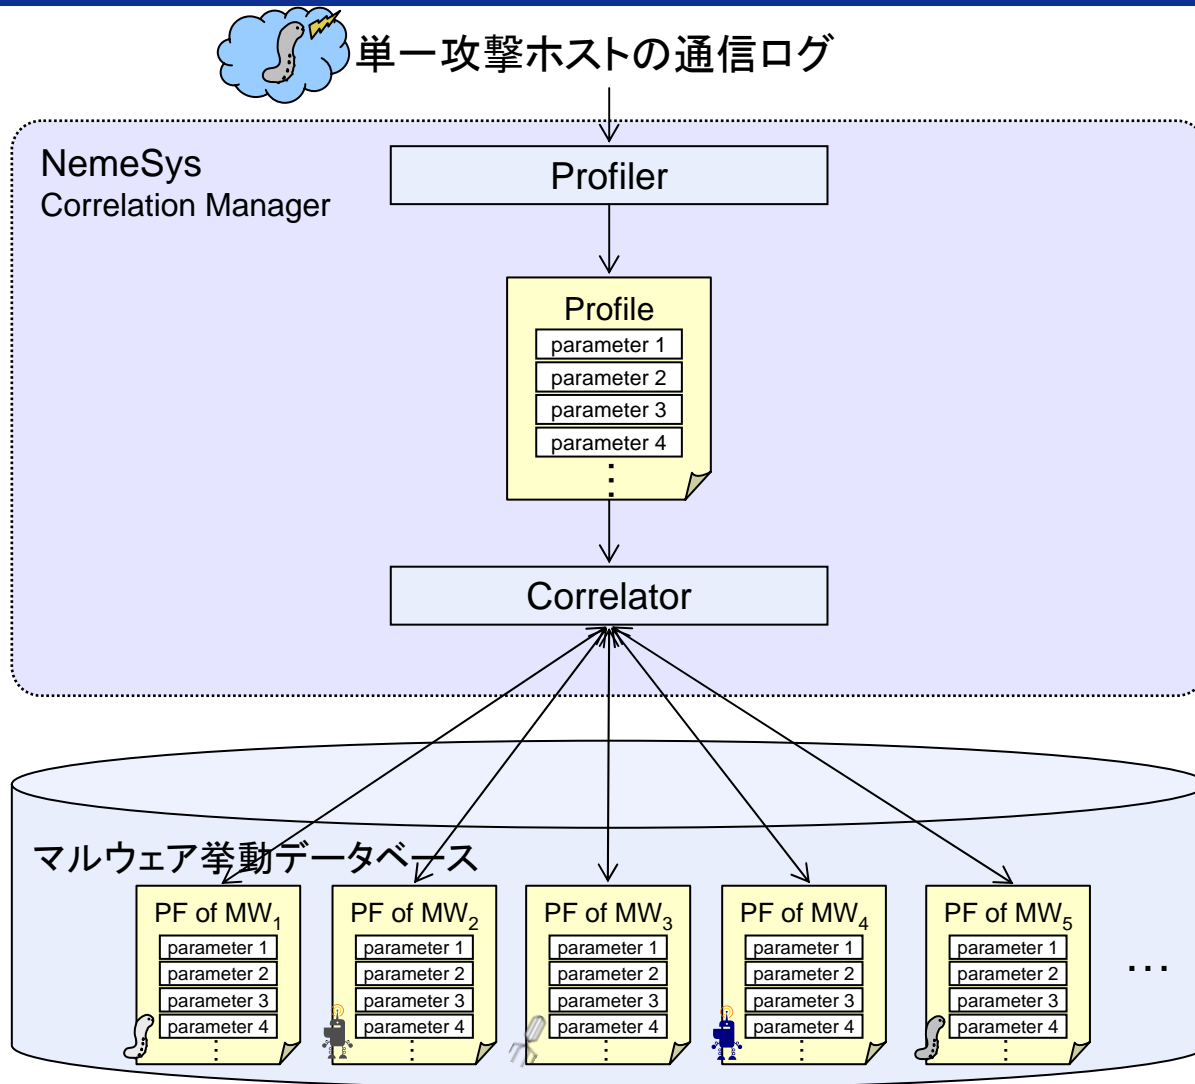 単一攻撃ホストの通信ログ
NemeSys
Correlation Manager
Profiler
Profile
parameter 1
parameter 2
parameter 3
parameter 4
⋮
Correlator
マルウェア挙動データベース
PF of MW₁
parameter 1
parameter 2
parameter 3
parameter 4
⋮
PF of MW₂
parameter 1
parameter 2
parameter 3
parameter 4
⋮
PF of MW₃
parameter 1
parameter 2
parameter 3
parameter 4
⋮
PF of MW₄
parameter 1
parameter 2
parameter 3
parameter 4
⋮
PF of MW₅
parameter 1
parameter 2
parameter 3
parameter 4
⋮
…